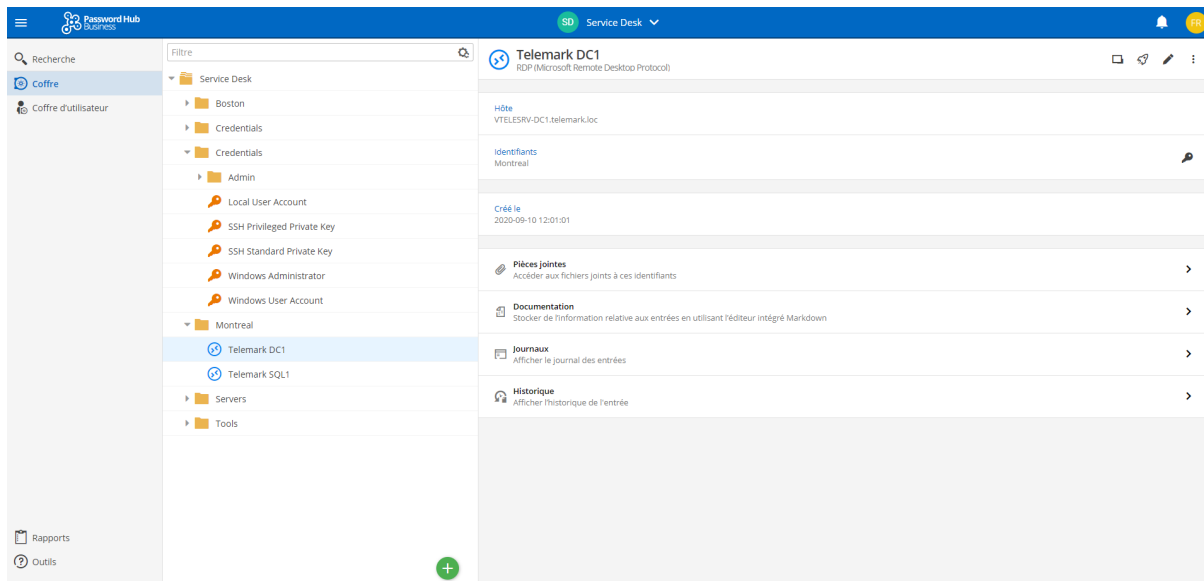 Password Hub
Business
SD Service Desk
FR
Recherche
Coffre
Coffre d'utilisateur
Rapports
Outils
Filtre
Service Desk
Boston
Credentials
Credentials
Admin
Local User Account
SSH Privileged Private Key
SSH Standard Private Key
Windows Administrator
Windows User Account
Montreal
Telemark DC1
Telemark SQL1
Servers
Tools
Telemark DC1
RDP (Microsoft Remote Desktop Protocol)
Hôte
VTELESRV-DC1.telemark.loc
Identifiants
Montreal
Créé le
2020-09-10 12:01:01
Pièces jointes
Accéder aux fichiers joints à ces identifiants
Documentation
Stocker de l'information relative aux entrées en utilisant l'éditeur intégré Markdown
Journaux
Afficher le journal des entrées
Historique
Afficher l'historique de l'entrée